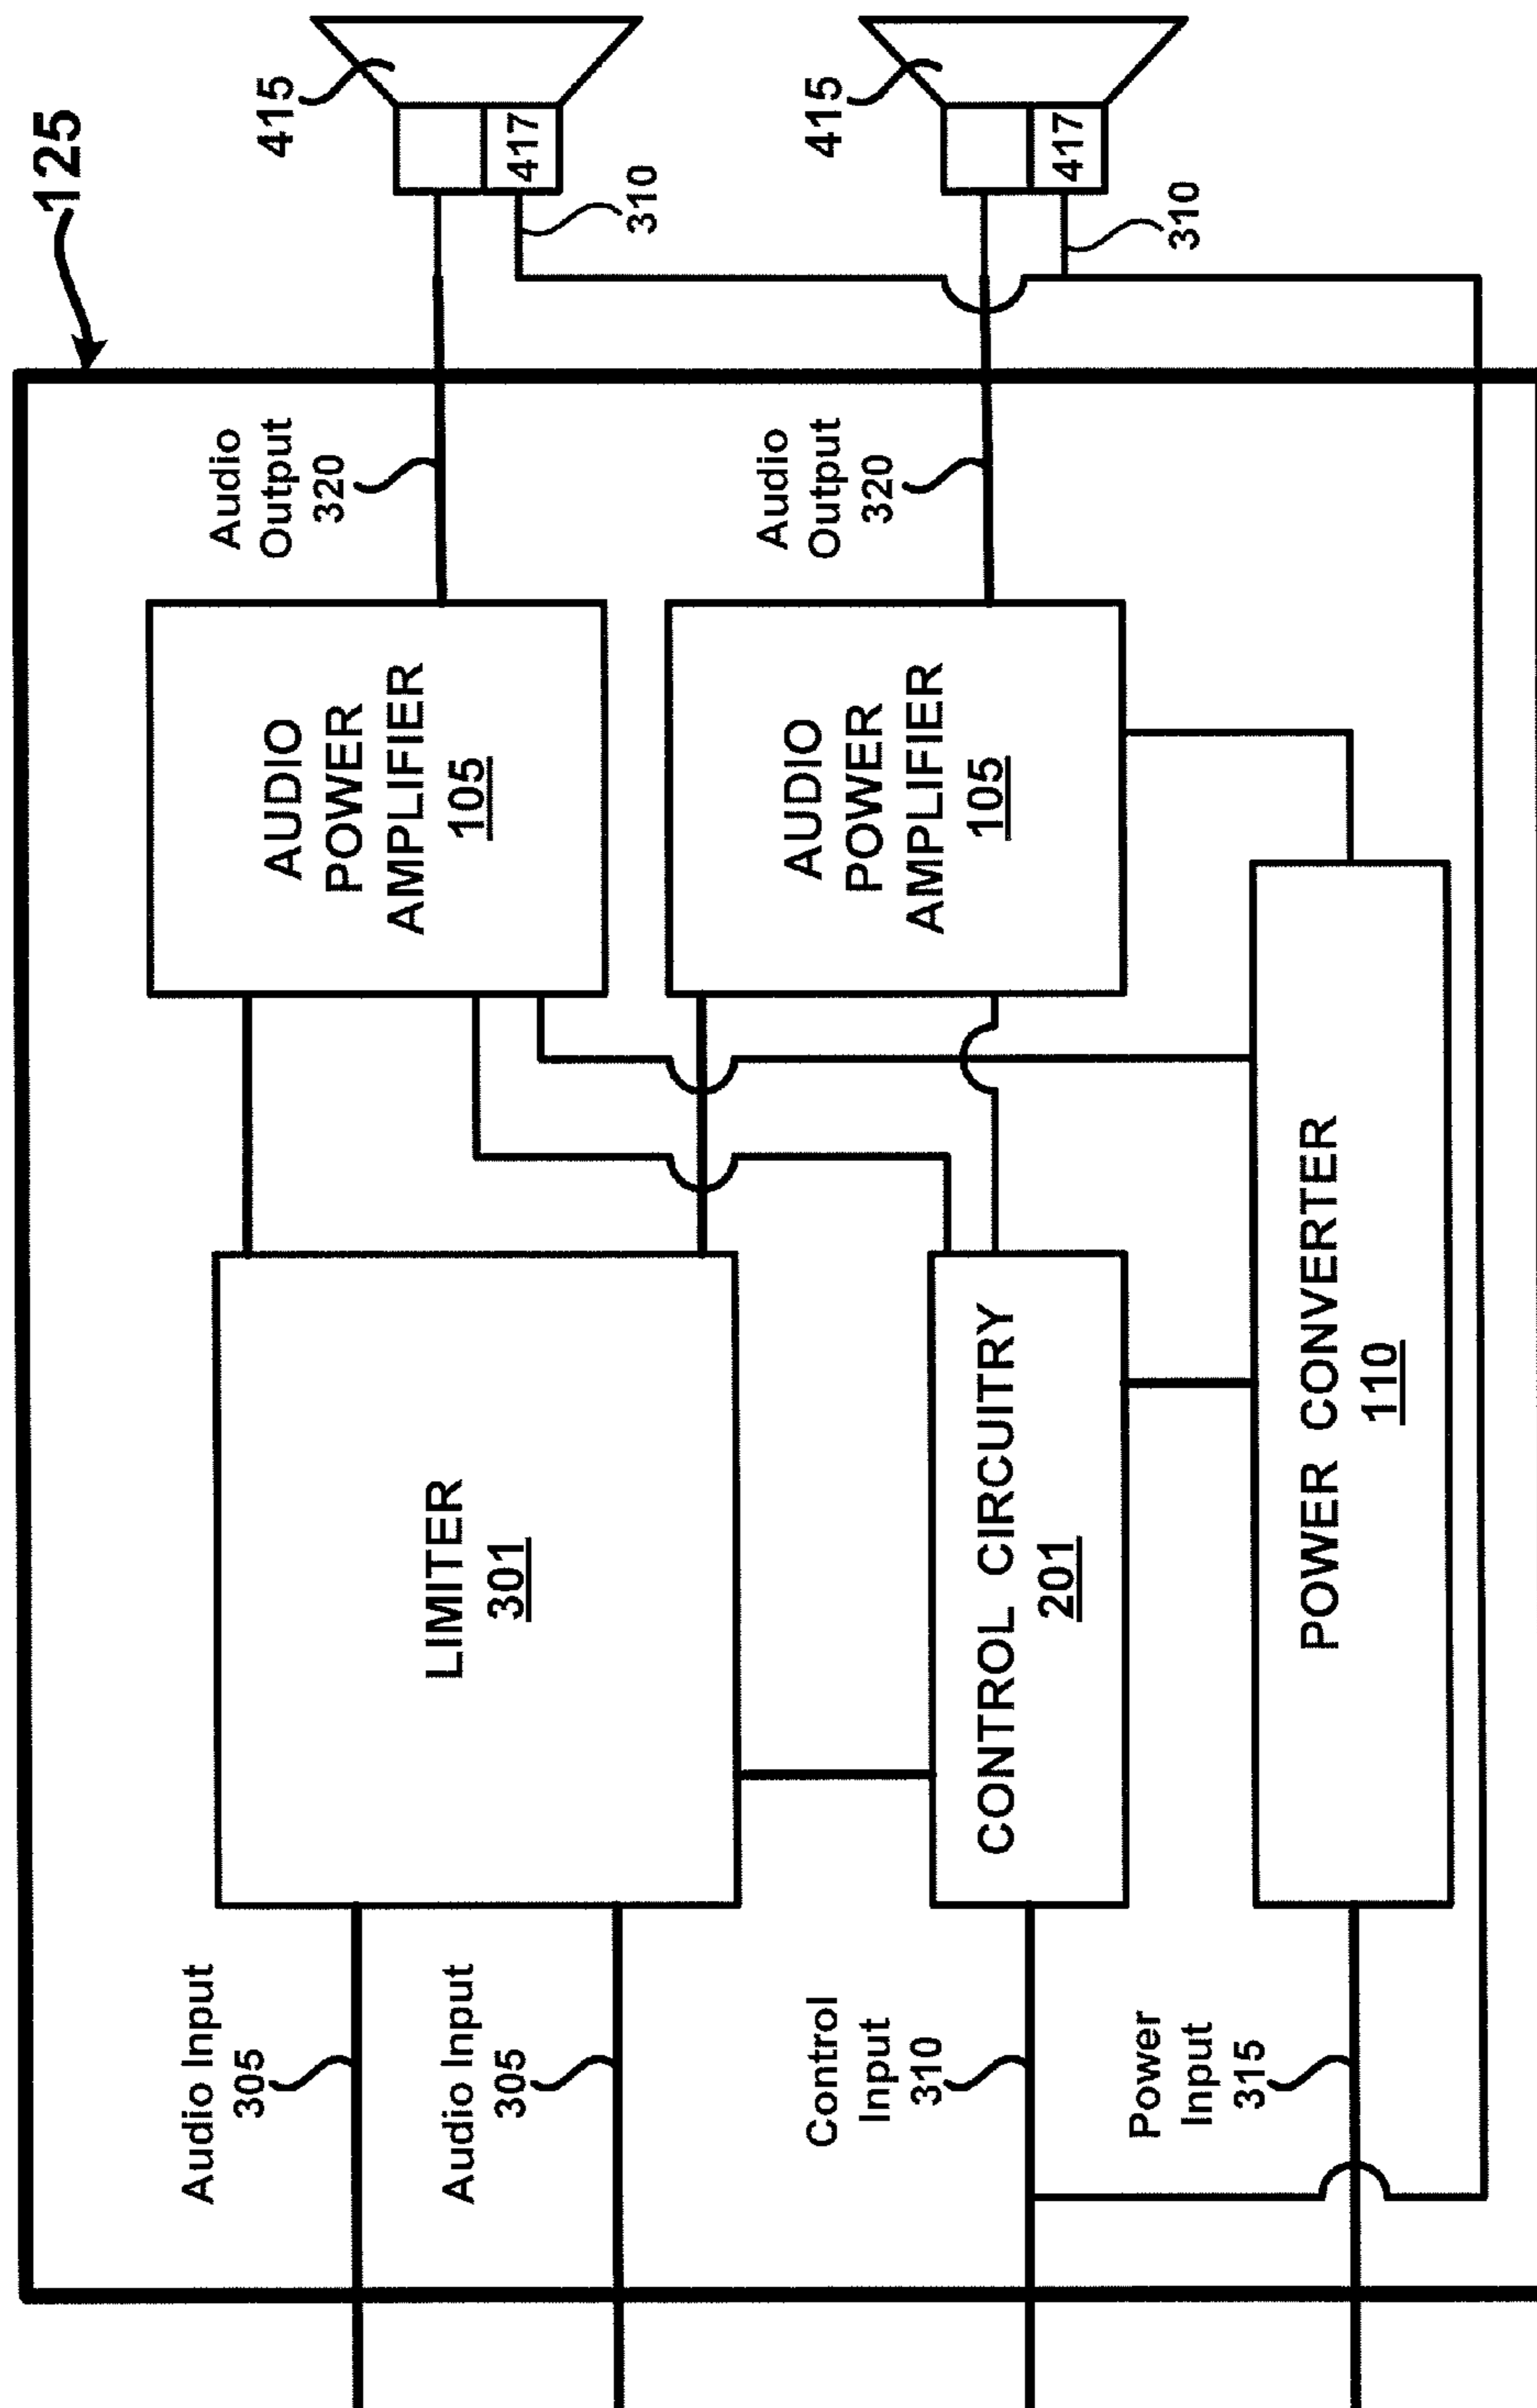 125
Audio Input
305
Audio Input
305
Control
Input
310
Power
Input
315
LIMITER
301
CONTROL CIRCUITRY
201
POWER CONVERTER
110
AUDIO
POWER
AMPLIFIER
105
AUDIO
POWER
AMPLIFIER
105
Audio
Output
320
Audio
Output
320
415
417
310
415
417
310